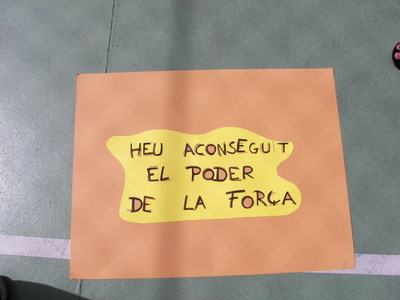 HEU ACONSEGUIT
EL PODER
DE LA FORÇA